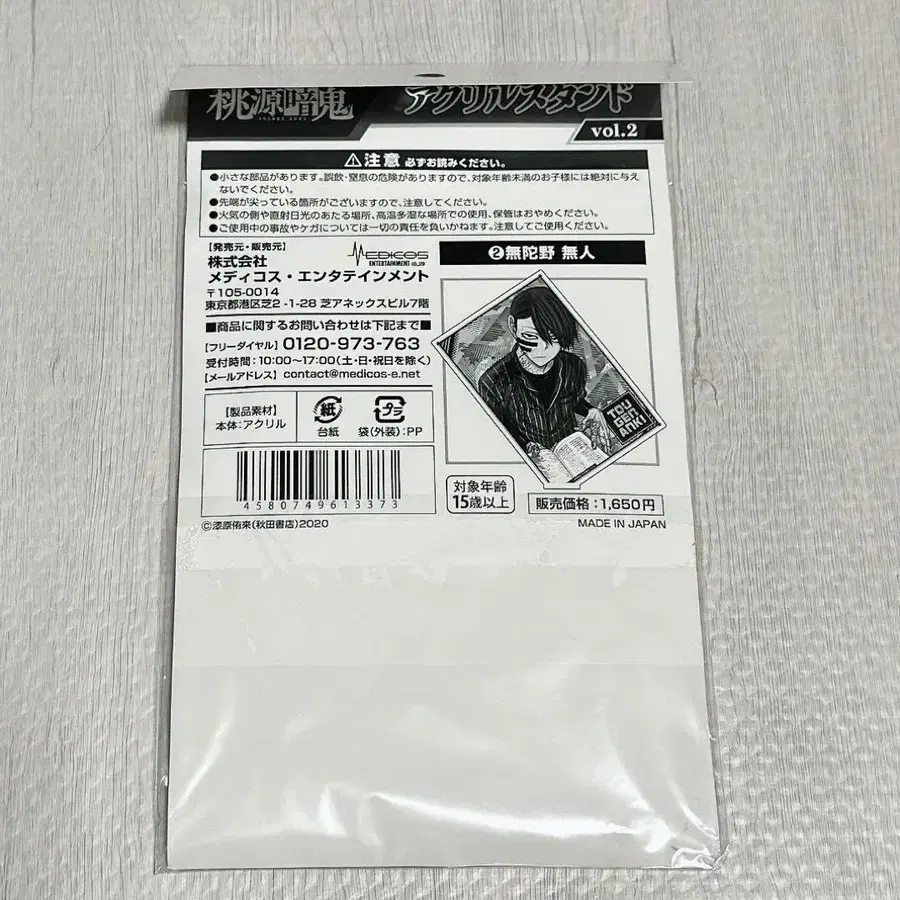 桃源暗鬼
アクリルスタンド
vol.2
⚠注意 必ずお読みください。
●小さな部品があります。誤飲・窒息の危険がありますので、対象年齢未満のお子様には絶対に与え
ないでください。
●先端が尖っている箇所がございますので、注意してください。
●火気の側や直射日光のあたる場所、高温多湿な場所での使用、保管はおやめください。
●ご使用中の事故やケガについては一切の責任を負いかねます。注意してご使用ください。
【発売元・販売元】
株式会社
メディコス・エンタテインメント
MEDICOS
ENTERTAINMENT CO.,LTD
〒105-0014
東京都港区芝2-1-28 芝アネックスビル7階
■商品に関するお問い合わせは下記まで■
【フリーダイヤル】0120-973-763
受付時間：10:00～17:00（土・日・祝日を除く）
【メールアドレス】contact@medicos-e.net
【製品素材】
本体：アクリル
紙
台紙
プラ
袋（外装）：PP
4580749613373
©漆原侑来（秋田書店）2020
❷無陀野 無人
TOU
GEN
ANKI
対象年齢
15歳以上
販売価格：1,650円
MADE IN JAPAN